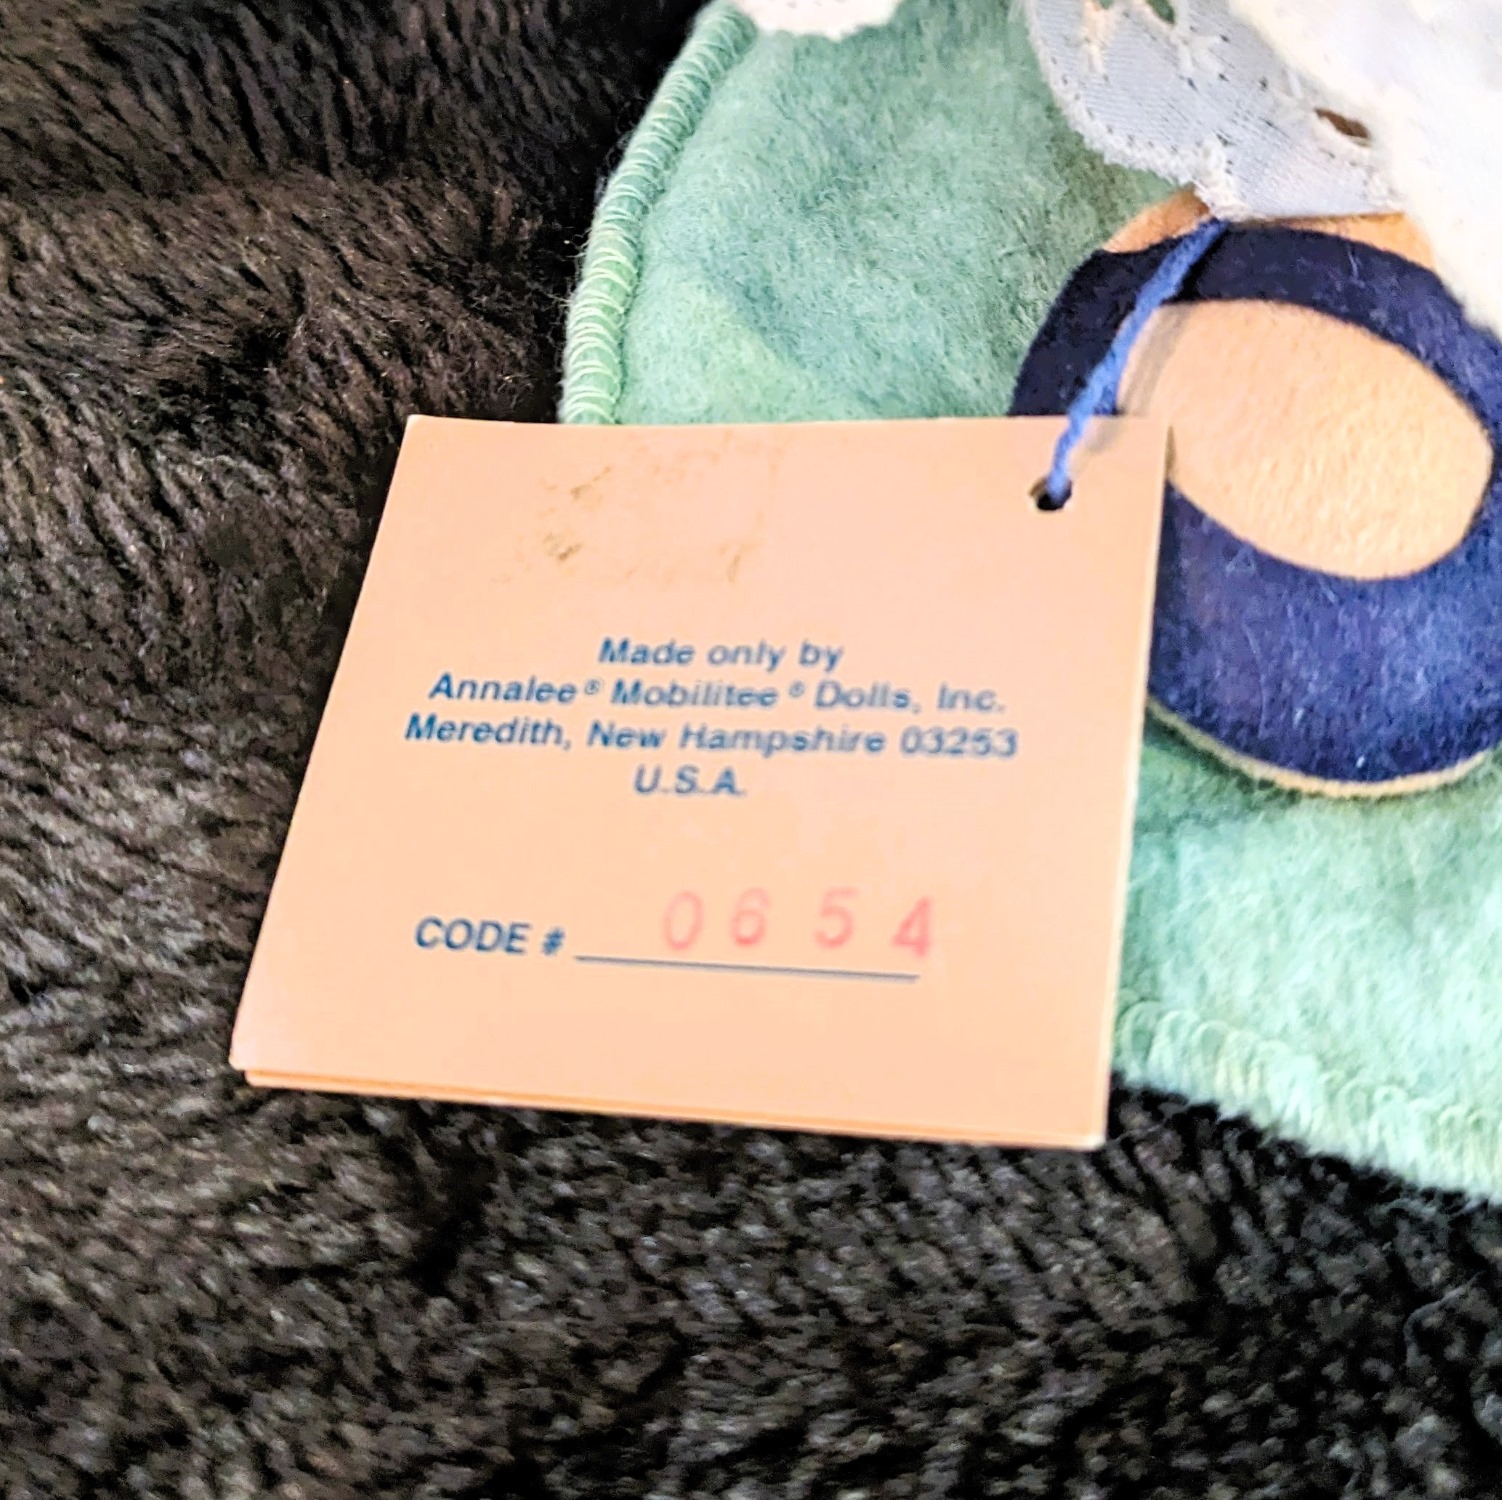 Made only by
Annalee® Mobilitee® Dolls, Inc.
Meredith, New Hampshire 03253
U.S.A.
CODE # 0654